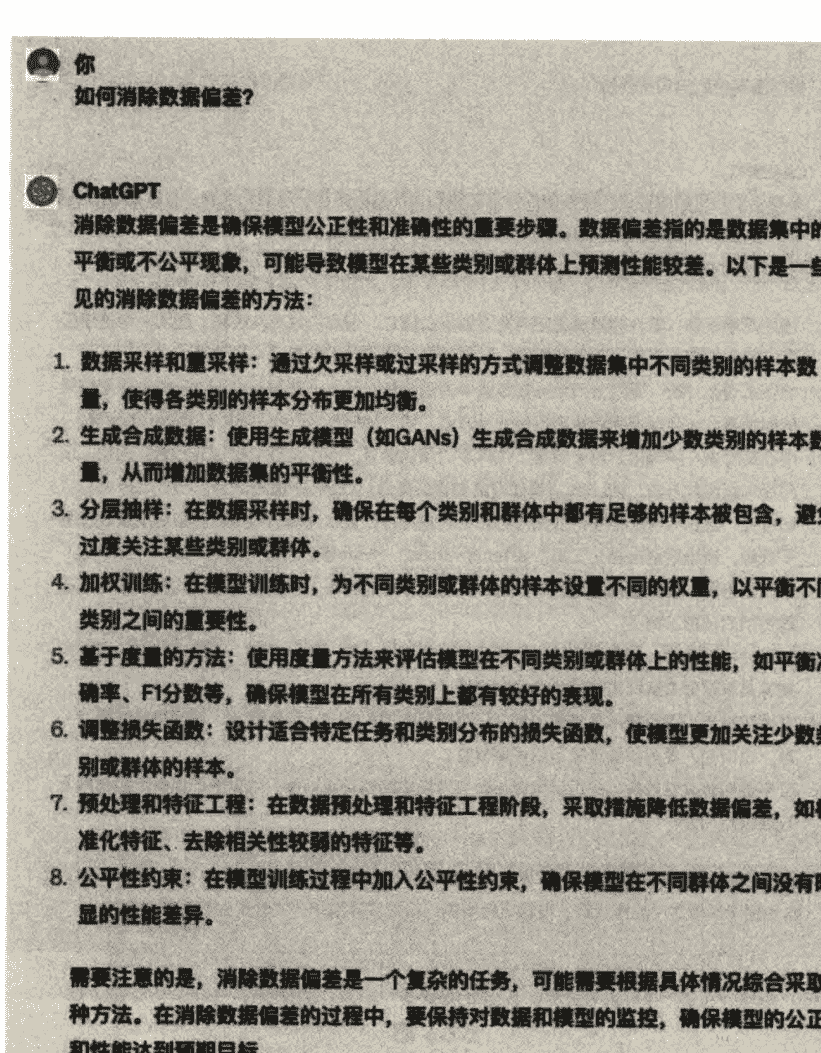 你
如何消除数据偏差?
ChatGPT
消除数据偏差是确保模型公正性和准确性的重要步骤。数据偏差指的是数据集中的
平衡或不公平现象，可能导致模型在某些类别或群体上预测性能较差。以下是一些
见的消除数据偏差的方法：
1. 数据采样和重采样：通过欠采样或过采样的方式调整数据集中不同类别的样本数
量，使得各类别的样本分布更加均衡。
2. 生成合成数据：使用生成模型（如GANs）生成合成数据来增加少数类别的样本数
量，从而增加数据集的平衡性。
3. 分层抽样：在数据采样时，确保在每个类别和群体中都有足够的样本被包含，避免
过度关注某些类别或群体。
4. 加权训练：在模型训练时，为不同类别或群体的样本设置不同的权重，以平衡不同
类别之间的重要性。
5. 基于度量的方法：使用度量方法来评估模型在不同类别或群体上的性能，如平衡准
确率、F1分数等，确保模型在所有类别上都有较好的表现。
6. 调整损失函数：设计适合特定任务和类别分布的损失函数，使模型更加关注少数类
别或群体的样本。
7. 预处理和特征工程：在数据预处理和特征工程阶段，采取措施降低数据偏差，如标
准化特征、去除相关性较弱的特征等。
8. 公平性约束：在模型训练过程中加入公平性约束，确保模型在不同群体之间没有明
显的性能差异。
需要注意的是，消除数据偏差是一个复杂的任务，可能需要根据具体情况综合采取
种方法。在消除数据偏差的过程中，要保持对数据和模型的监控，确保模型的公正
和性能达到预期目标